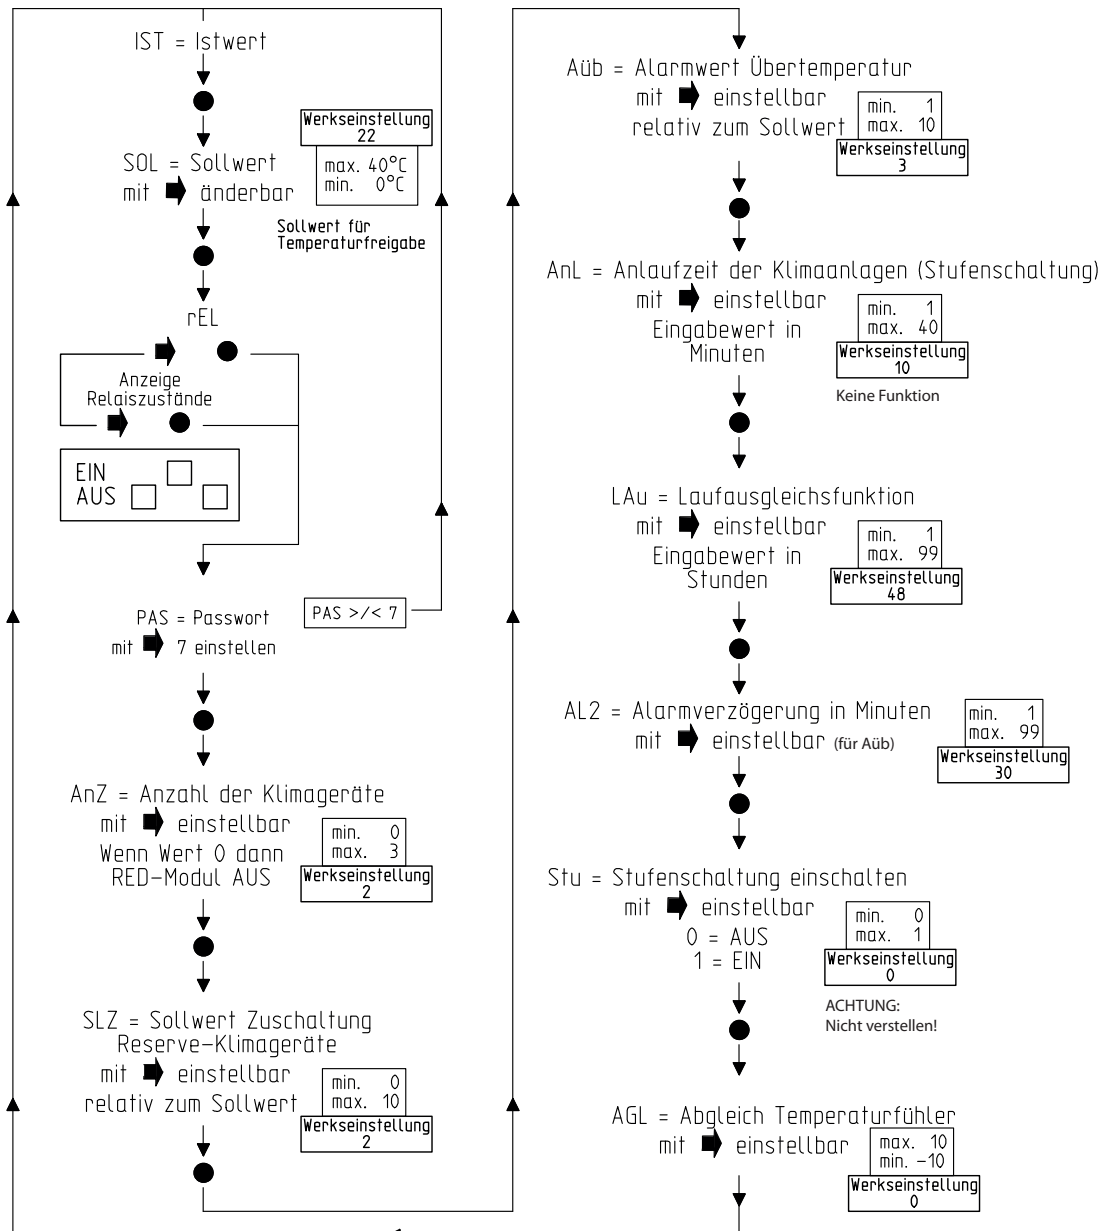 IST = Istwert
Werkseinstellung
22
SOL = Sollwert
mit änderbar
max. 40°C
min. 0°C
Sollwert für
Temperaturfreigabe
rEL
Anzeige
Relaiszustände
EIN
AUS
PAS = Passwort
PAS >/< 7
mit 7 einstellen
AnZ = Anzahl der Klimageräte
mit einstellbar
Wenn Wert 0 dann
RED-Modul AUS
min. 0
max. 3
Werkseinstellung
2
SLZ = Sollwert Zuschaltung
Reserve-Klimageräte
mit einstellbar
relativ zum Sollwert
min. 0
max. 10
Werkseinstellung
2
Aüb = Alarmwert Übertemperatur
mit einstellbar
relativ zum Sollwert
min. 1
max. 10
Werkseinstellung
3
AnL = Anlaufzeit der Klimaanlagen (Stufenschaltung)
mit einstellbar
Eingabewert in
Minuten
min. 1
max. 40
Werkseinstellung
10
Keine Funktion
LAu = Laufausgleichsfunktion
mit einstellbar
Eingabewert in
Stunden
min. 1
max. 99
Werkseinstellung
48
AL2 = Alarmverzögerung in Minuten
mit einstellbar (für Aüb)
min. 1
max. 99
Werkseinstellung
30
Stu = Stufenschaltung einschalten
mit einstellbar
0 = AUS
1 = EIN
min. 0
max. 1
Werkseinstellung
0
ACHTUNG:
Nicht verstellen!
AGL = Abgleich Temperaturfühler
mit einstellbar
max. 10
min. -10
Werkseinstellung
0